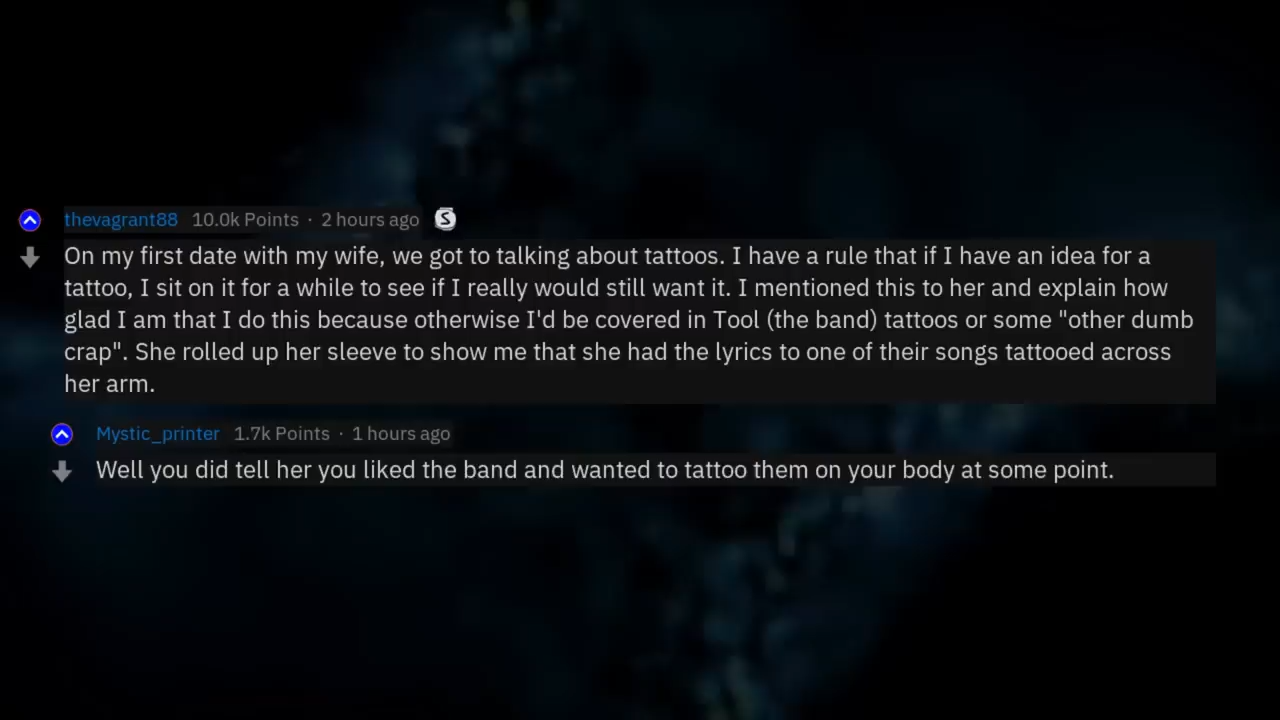 thevagrant88 10.0k Points · 2 hours ago S
On my first date with my wife, we got to talking about tattoos. I have a rule that if I have an idea for a
tattoo, I sit on it for a while to see if I really would still want it. I mentioned this to her and explain how
glad I am that I do this because otherwise I'd be covered in Tool (the band) tattoos or some "other dumb
crap". She rolled up her sleeve to show me that she had the lyrics to one of their songs tattooed across
her arm.
Mystic_printer 1.7k Points · 1 hours ago
Well you did tell her you liked the band and wanted to tattoo them on your body at some point.